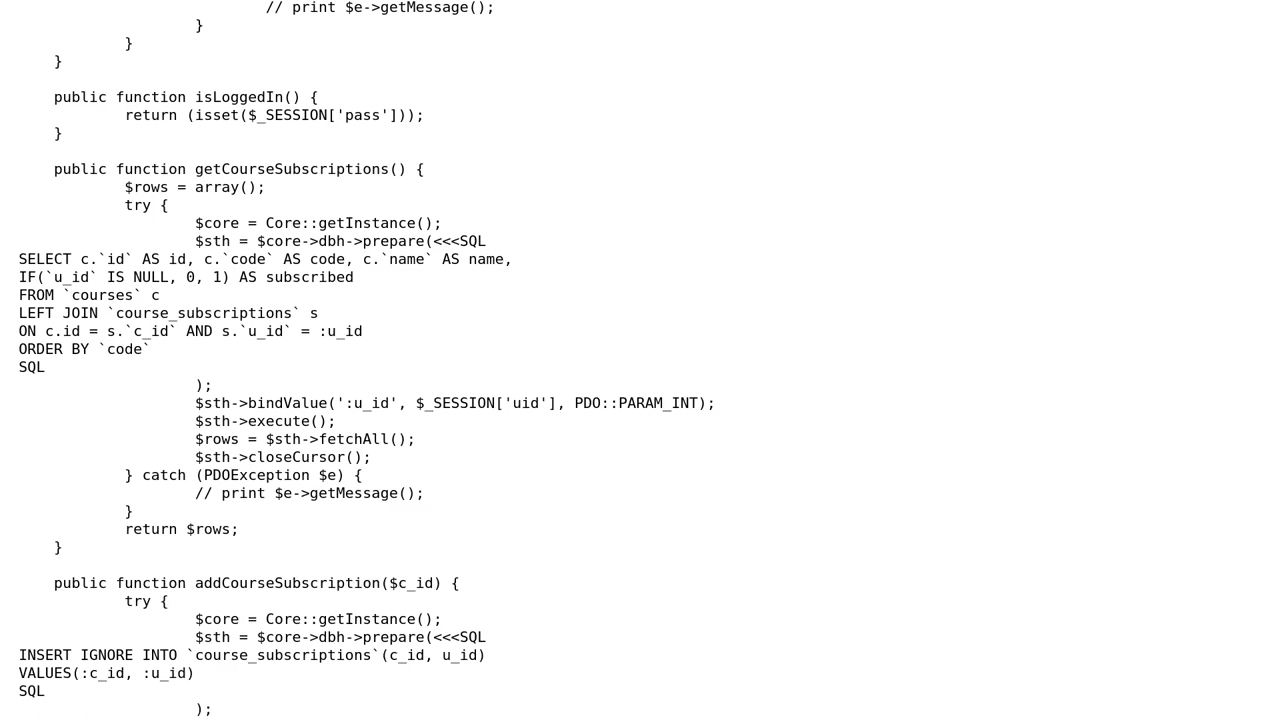 // print $e->getMessage();
}
}
}
public function isLoggedIn() {
return (isset($_SESSION['pass']));
}
public function getCourseSubscriptions() {
$rows = array();
try {
$core = Core::getInstance();
$sth = $core->dbh->prepare(<<<SQL
SELECT c.`id` AS id, c.`code` AS code, c.`name` AS name,
IF(`u_id` IS NULL, 0, 1) AS subscribed
FROM `courses` c
LEFT JOIN `course_subscriptions` s
ON c.id = s.`c_id` AND s.`u_id` = :u_id
ORDER BY `code`
SQL
);
$sth->bindValue(':u_id', $_SESSION['uid'], PDO::PARAM_INT);
$sth->execute();
$rows = $sth->fetchAll();
$sth->closeCursor();
} catch (PDOException $e) {
// print $e->getMessage();
}
return $rows;
}
public function addCourseSubscription($c_id) {
try {
$core = Core::getInstance();
$sth = $core->dbh->prepare(<<<SQL
INSERT IGNORE INTO `course_subscriptions`(c_id, u_id)
VALUES(:c_id, :u_id)
SQL
);